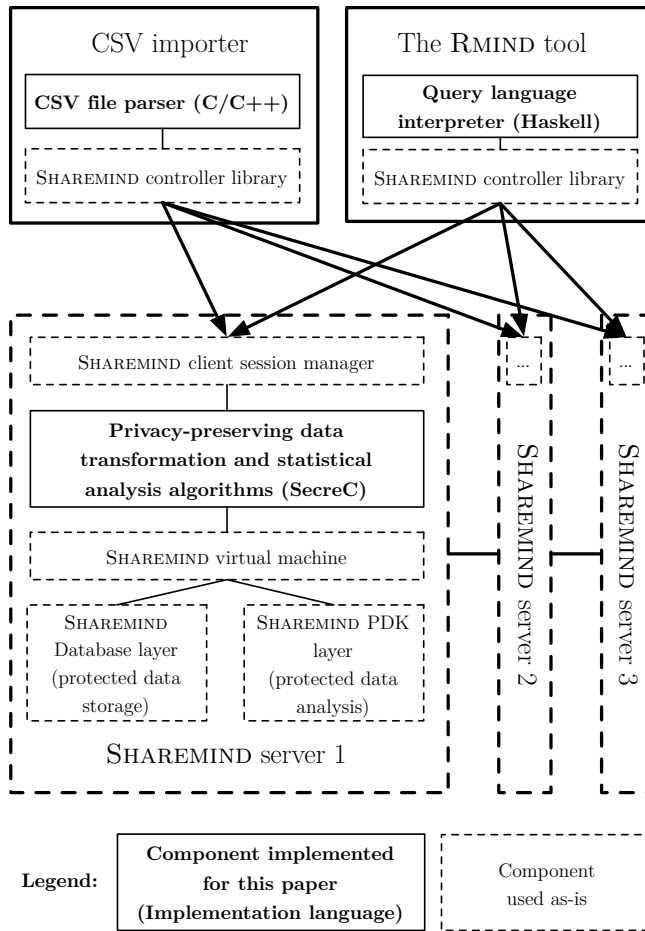 CSV importer
CSV file parser (C/C++)
SHAREMIND controller library
The RMIND tool
Query language
interpreter (Haskell)
SHAREMIND controller library
SHAREMIND client session manager
Privacy-preserving data
transformation and statistical
analysis algorithms (SecreC)
SHAREMIND virtual machine
SHAREMIND
Database layer
(protected data
storage)
SHAREMIND PDK
layer
(protected data
analysis)
SHAREMIND server 1
...
SHAREMIND server 2
...
SHAREMIND server 3
Legend:
Component implemented
for this paper
(Implementation language)
Component
used as-is